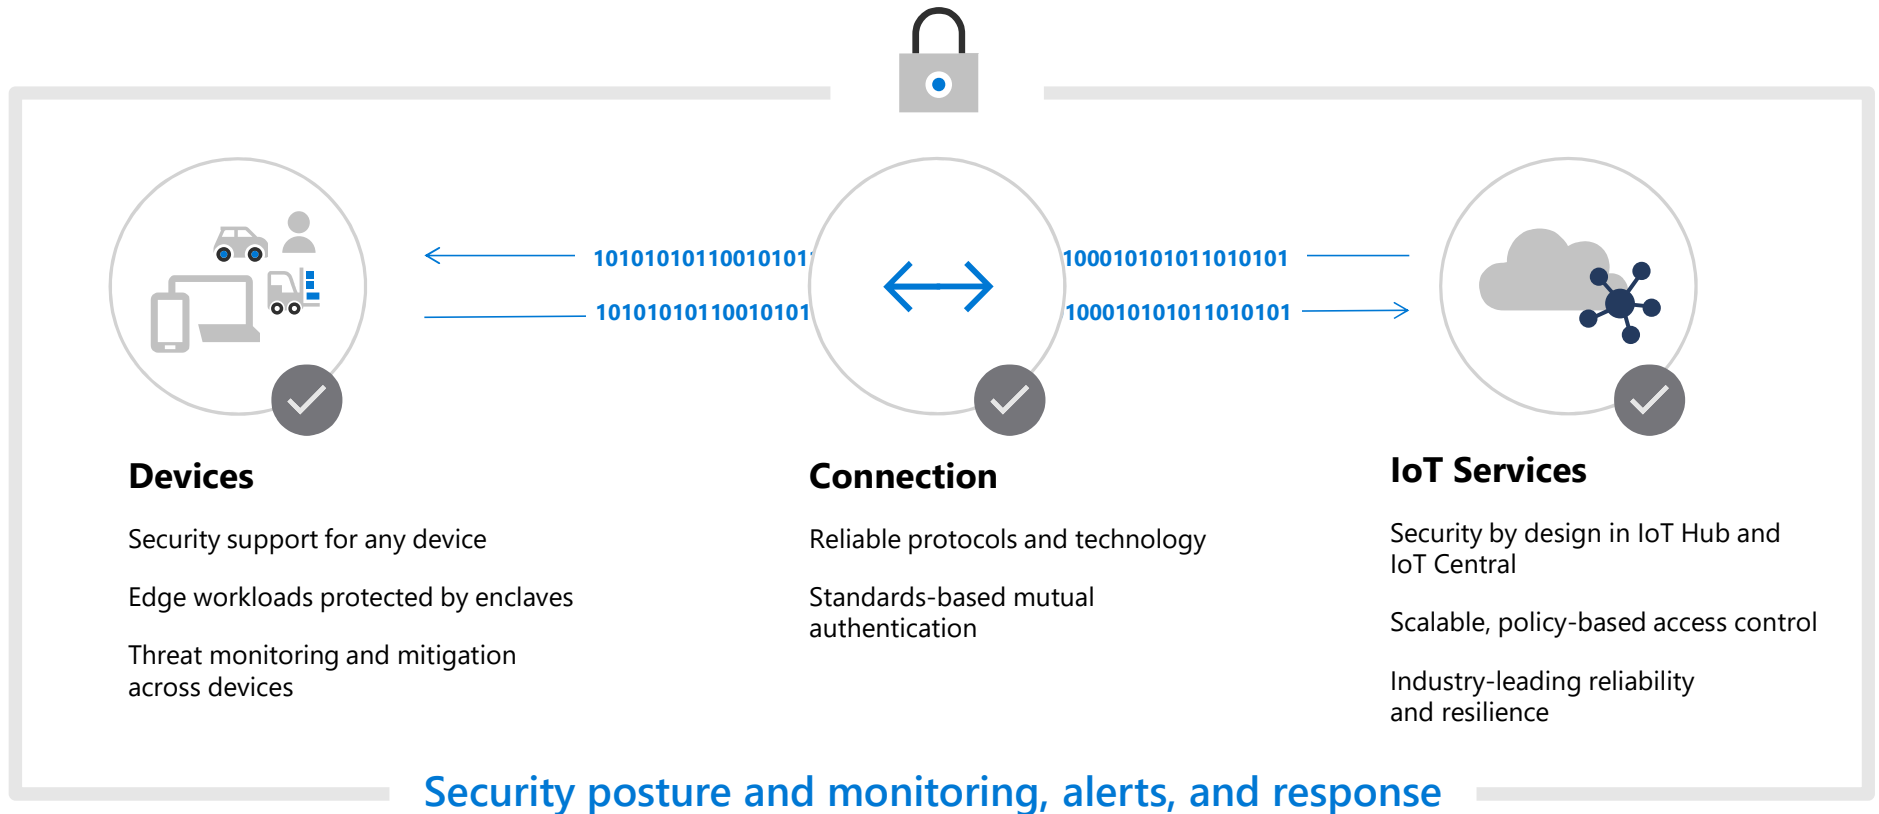 10101010110010101
100010101011010101
10101010110010101
100010101011010101
Devices
Security support for any device
Edge workloads protected by enclaves
Threat monitoring and mitigation
across devices
Connection
Reliable protocols and technology
Standards-based mutual
authentication
IoT Services
Security by design in IoT Hub and
IoT Central
Scalable, policy-based access control
Industry-leading reliability
and resilience
Security posture and monitoring, alerts, and response